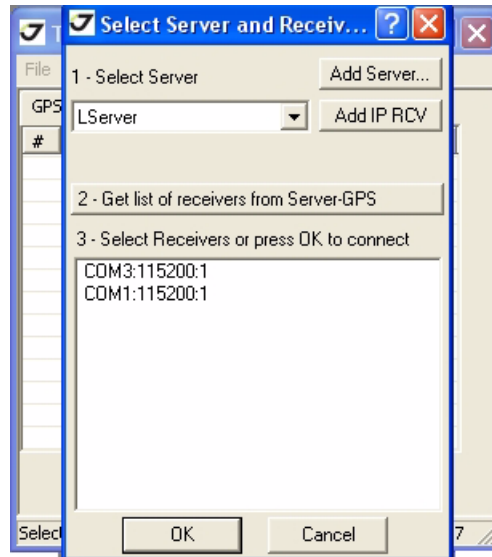 Select Server and Receiv...
File
1 - Select Server
Add Server...
GPS
LServer
Add IP RCV
#
2 - Get list of receivers from Server-GPS
3 - Select Receivers or press OK to connect
COM3:115200:1
COM1:115200:1
OK
Cancel
7